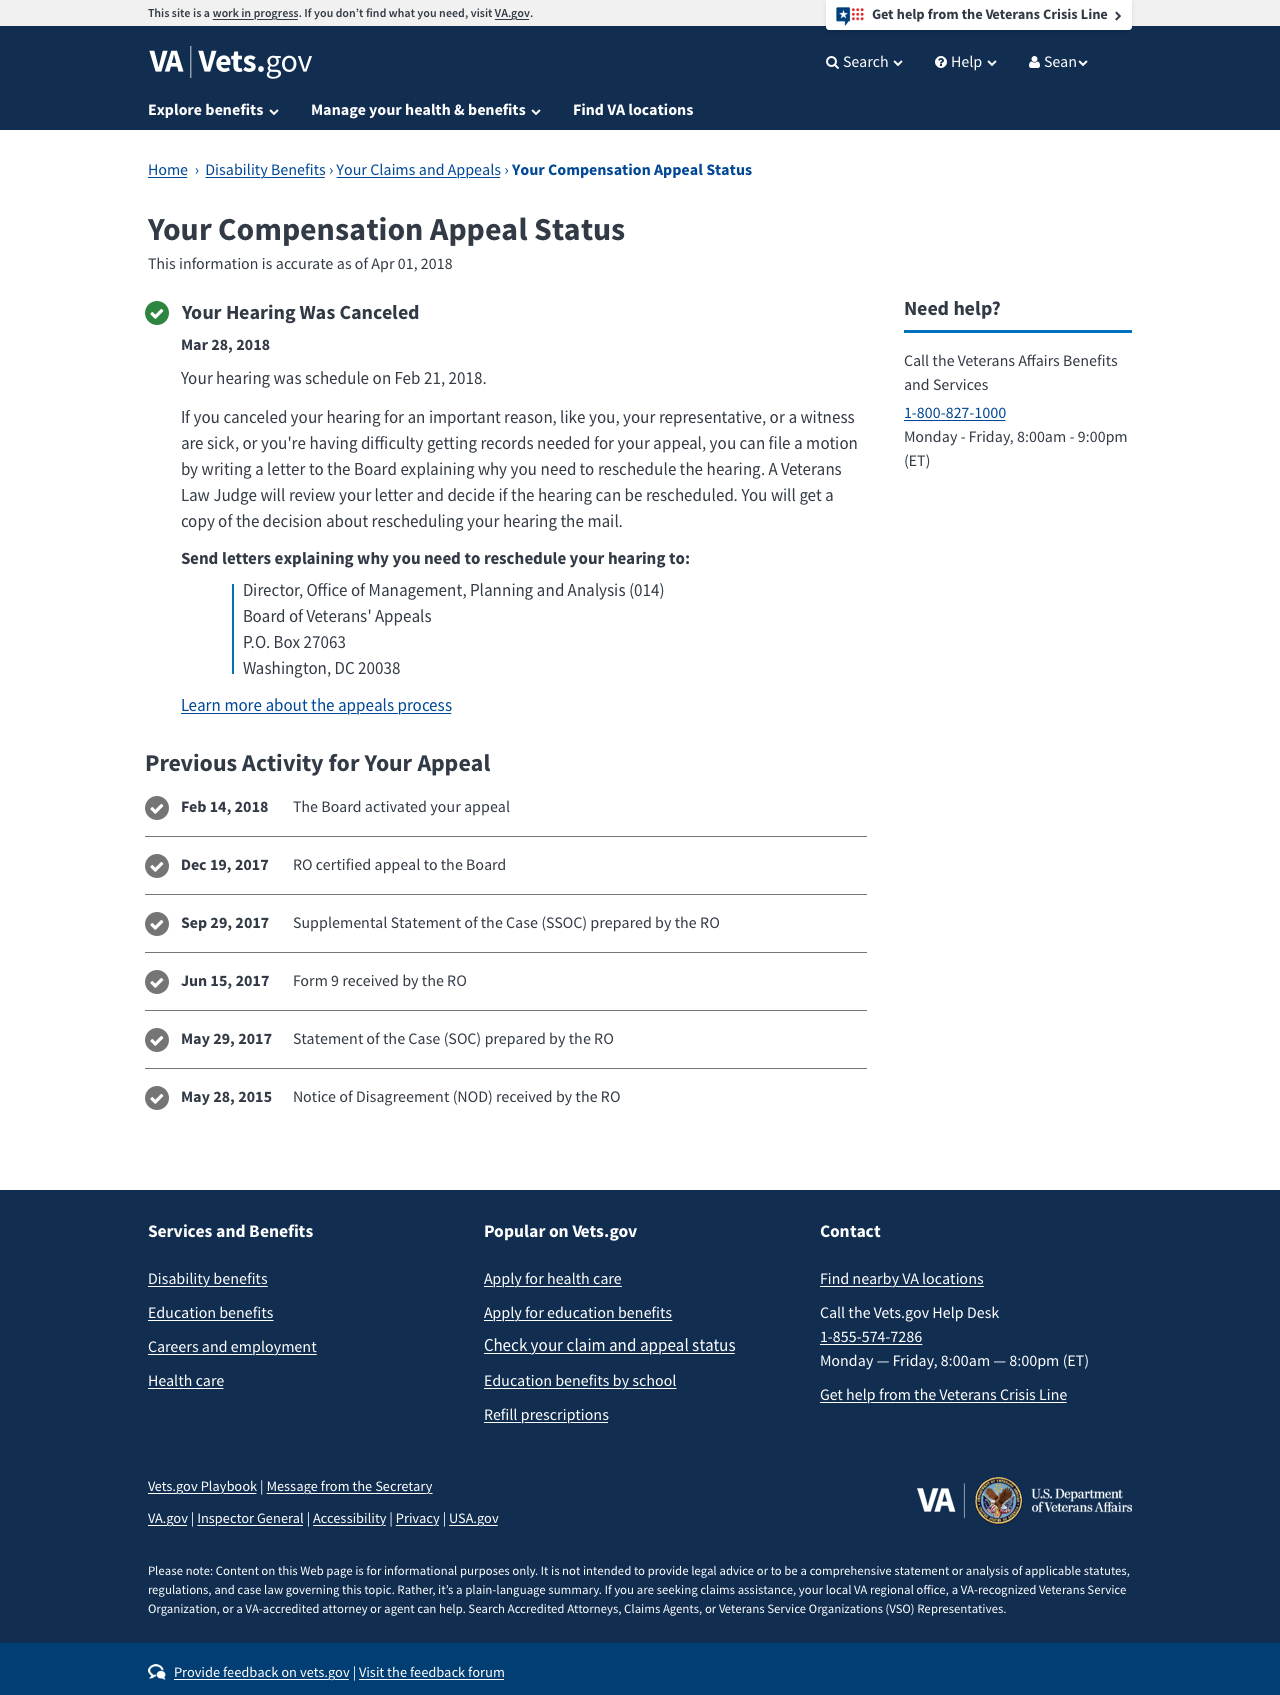 This site is a work in progress. If you don’t find what you need, visit VA.gov.
Get help from the Veterans Crisis Line
VA | Vets.gov
Search
Help
Sean
Explore benefits
Manage your health & benefits
Find VA locations
Home › Disability Benefits › Your Claims and Appeals › Your Compensation Appeal Status
Your Compensation Appeal Status
This information is accurate as of Apr 01, 2018
Your Hearing Was Canceled
Mar 28, 2018
Your hearing was schedule on Feb 21, 2018.
If you canceled your hearing for an important reason, like you, your representative, or a witness
are sick, or you're having difficulty getting records needed for your appeal, you can file a motion
by writing a letter to the Board explaining why you need to reschedule the hearing. A Veterans
Law Judge will review your letter and decide if the hearing can be rescheduled. You will get a
copy of the decision about rescheduling your hearing the mail.
Send letters explaining why you need to reschedule your hearing to:
Director, Office of Management, Planning and Analysis (014)
Board of Veterans' Appeals
P.O. Box 27063
Washington, DC 20038
Learn more about the appeals process
Need help?
Call the Veterans Affairs Benefits
and Services
1-800-827-1000
Monday - Friday, 8:00am - 9:00pm
(ET)
Previous Activity for Your Appeal
Feb 14, 2018 The Board activated your appeal
Dec 19, 2017 RO certified appeal to the Board
Sep 29, 2017 Supplemental Statement of the Case (SSOC) prepared by the RO
Jun 15, 2017 Form 9 received by the RO
May 29, 2017 Statement of the Case (SOC) prepared by the RO
May 28, 2015 Notice of Disagreement (NOD) received by the RO
Services and Benefits
Disability benefits
Education benefits
Careers and employment
Health care
Popular on Vets.gov
Apply for health care
Apply for education benefits
Check your claim and appeal status
Education benefits by school
Refill prescriptions
Contact
Find nearby VA locations
Call the Vets.gov Help Desk
1-855-574-7286
Monday — Friday, 8:00am — 8:00pm (ET)
Get help from the Veterans Crisis Line
Vets.gov Playbook | Message from the Secretary
VA.gov | Inspector General | Accessibility | Privacy | USA.gov
VA
U.S. Department
of Veterans Affairs
Please note: Content on this Web page is for informational purposes only. It is not intended to provide legal advice or to be a comprehensive statement or analysis of applicable statutes,
regulations, and case law governing this topic. Rather, it’s a plain-language summary. If you are seeking claims assistance, your local VA regional office, a VA-recognized Veterans Service
Organization, or a VA-accredited attorney or agent can help. Search Accredited Attorneys, Claims Agents, or Veterans Service Organizations (VSO) Representatives.
Provide feedback on vets.gov | Visit the feedback forum